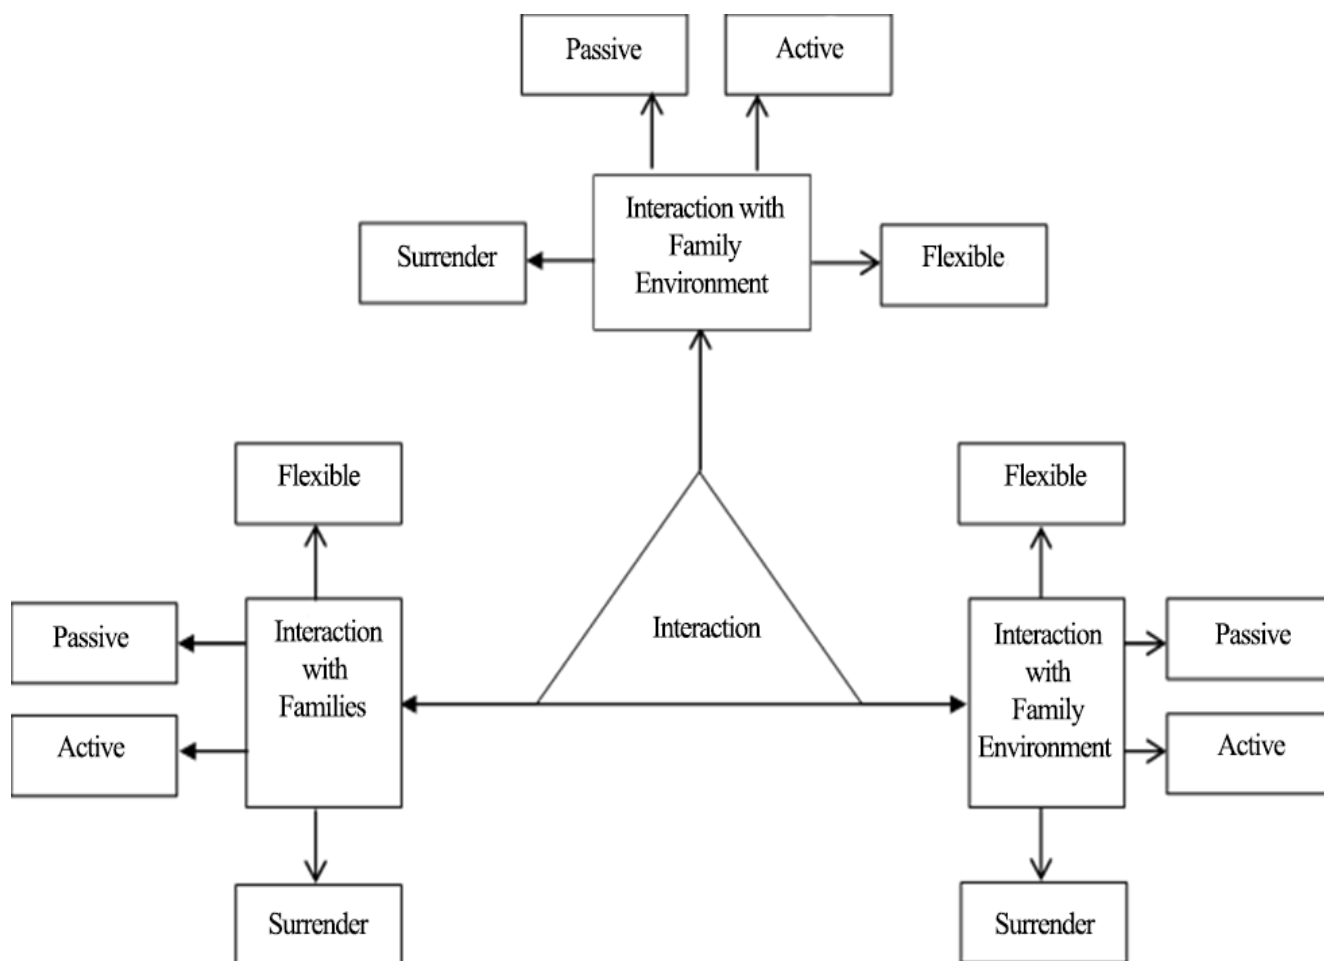 Passive
Active
Interaction with
Family
Environment
Surrender
Flexible
Flexible
Flexible
Interaction
with
Families
Passive
Active
Interaction
Interaction
with
Family
Environment
Passive
Active
Surrender
Surrender